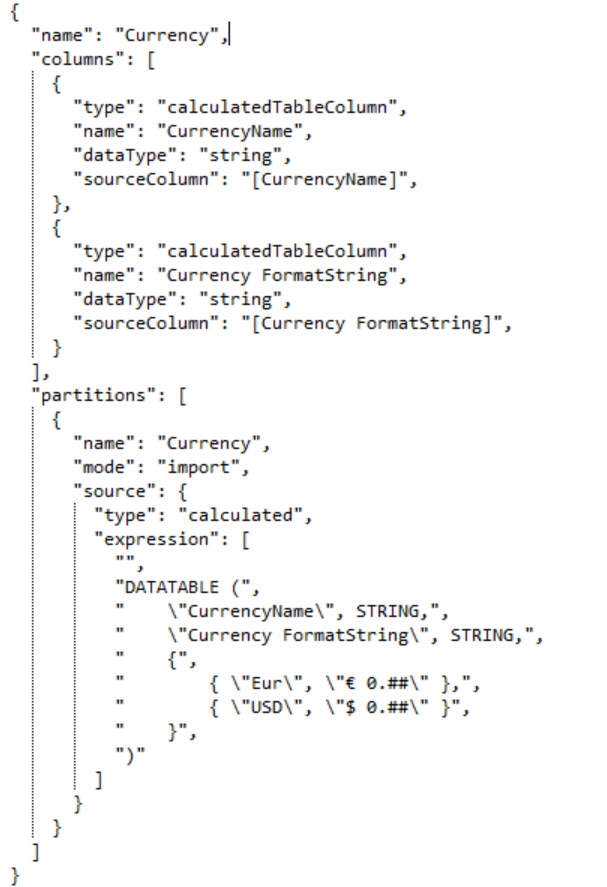 {
  "name": "Currency",
  "columns": [
    {
      "type": "calculatedTableColumn",
      "name": "CurrencyName",
      "dataType": "string",
      "sourceColumn": "[CurrencyName]",
    },
    {
      "type": "calculatedTableColumn",
      "name": "Currency FormatString",
      "dataType": "string",
      "sourceColumn": "[Currency FormatString]",
    }
  ],
  "partitions": [
    {
      "name": "Currency",
      "mode": "import",
      "source": {
        "type": "calculated",
        "expression": [
          "",
          "DATATABLE (",
          "    \"CurrencyName\", STRING,",
          "    \"Currency FormatString\", STRING,",
          "    {",
          "        { \"Eur\", \"€ 0.##\" },",
          "        { \"USD\", \"$ 0.##\" }",
          "    }",
          ")"
        ]
      }
    }
  ]
}